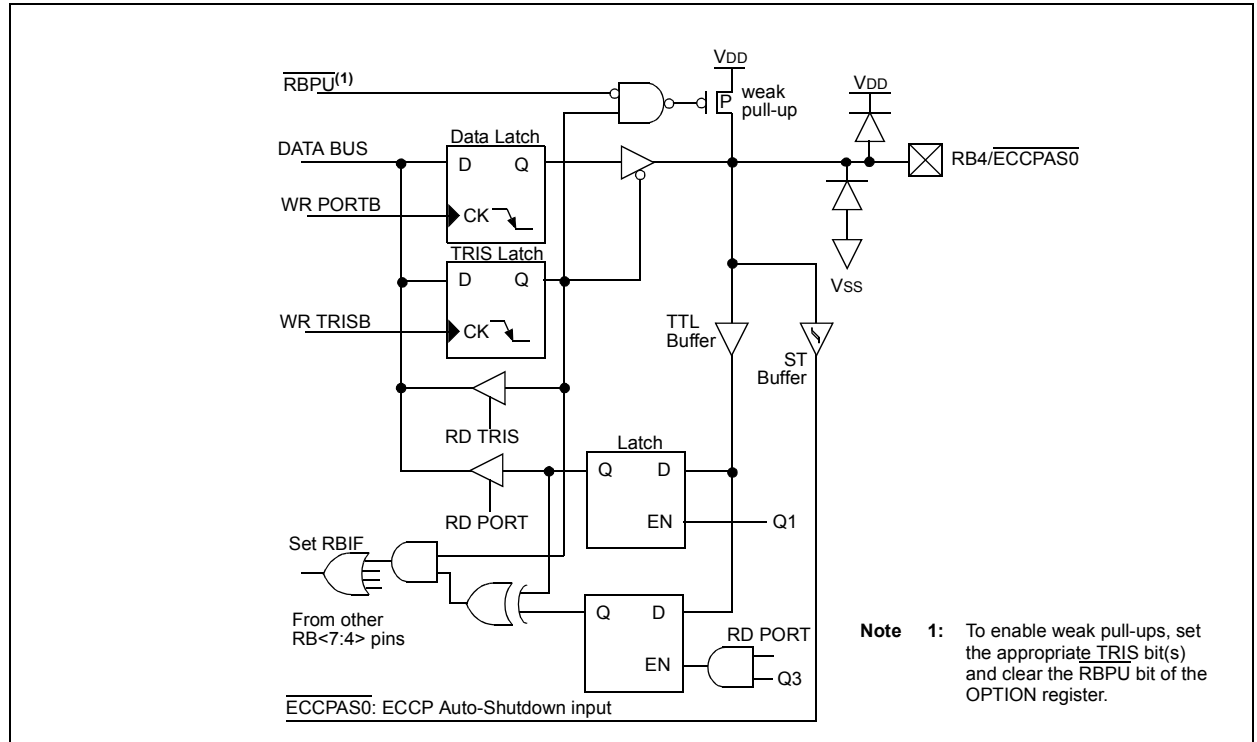 VDD
RBPU(1)
weak
pull-up
P
VDD
Data Latch
DATA BUS
D Q
RB4/ECCPAS0
WR PORTB
CK
TRIS Latch
D Q
VSS
WR TRISB
CK
TTL
Buffer
ST
Buffer
RD TRIS
Latch
Q D
RD PORT
EN
Q1
Set RBIF
From other
RB<7:4> pins
Q D
RD PORT
EN
Q3
ECCPAS0: ECCP Auto-Shutdown input
Note 1: To enable weak pull-ups, set
the appropriate TRIS bit(s)
and clear the RBPU bit of the
OPTION register.